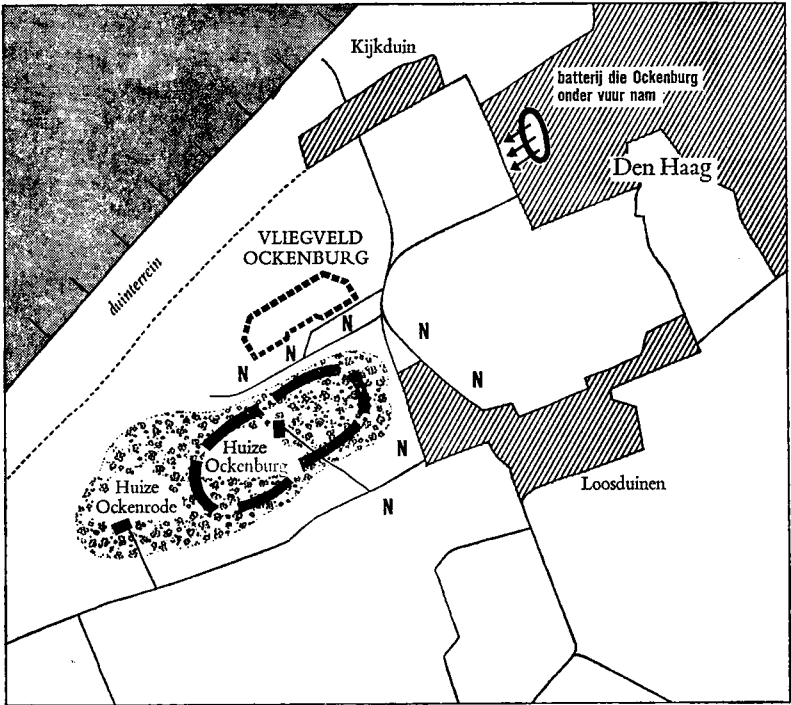 Kijkduin
batterij die Ockenburg
onder vuur nam
Den Haag
VLIEGVELD
OCKENBURG
duinterrein
N
N
N
N
N
Huize
Ockenburg
N
Huize
Ockenrode
Loosduinen
N